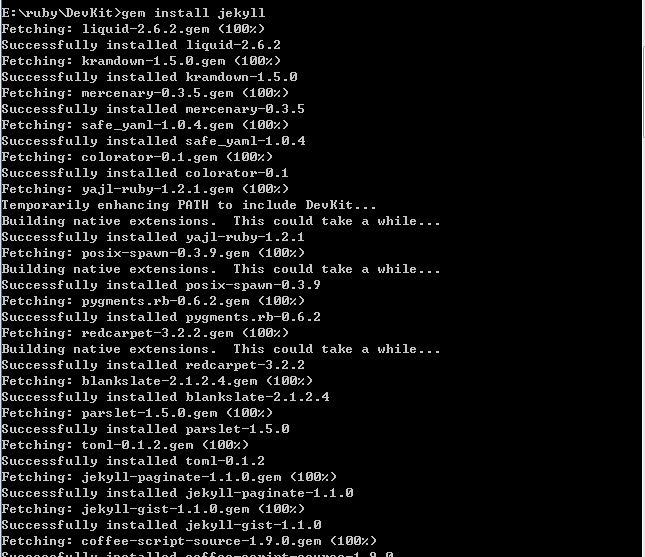 E:\ruby\DevKit>gem install jekyll
Fetching: liquid-2.6.2.gem (100%)
Successfully installed liquid-2.6.2
Fetching: kramdown-1.5.0.gem (100%)
Successfully installed kramdown-1.5.0
Fetching: mercenary-0.3.5.gem (100%)
Successfully installed mercenary-0.3.5
Fetching: safe_yaml-1.0.4.gem (100%)
Successfully installed safe_yaml-1.0.4
Fetching: colorator-0.1.gem (100%)
Successfully installed colorator-0.1
Fetching: yajl-ruby-1.2.1.gem (100%)
Temporarily enhancing PATH to include DevKit...
Building native extensions.  This could take a while...
Successfully installed yajl-ruby-1.2.1
Fetching: posix-spawn-0.3.9.gem (100%)
Building native extensions.  This could take a while...
Successfully installed posix-spawn-0.3.9
Fetching: pygments.rb-0.6.2.gem (100%)
Successfully installed pygments.rb-0.6.2
Fetching: redcarpet-3.2.2.gem (100%)
Building native extensions.  This could take a while...
Successfully installed redcarpet-3.2.2
Fetching: blankslate-2.1.2.4.gem (100%)
Successfully installed blankslate-2.1.2.4
Fetching: parslet-1.5.0.gem (100%)
Successfully installed parslet-1.5.0
Fetching: toml-0.1.2.gem (100%)
Successfully installed toml-0.1.2
Fetching: jekyll-paginate-1.1.0.gem (100%)
Successfully installed jekyll-paginate-1.1.0
Fetching: jekyll-gist-1.1.0.gem (100%)
Successfully installed jekyll-gist-1.1.0
Fetching: coffee-script-source-1.9.0.gem (100%)
Successfully installed coffee-script-source-1.9.0